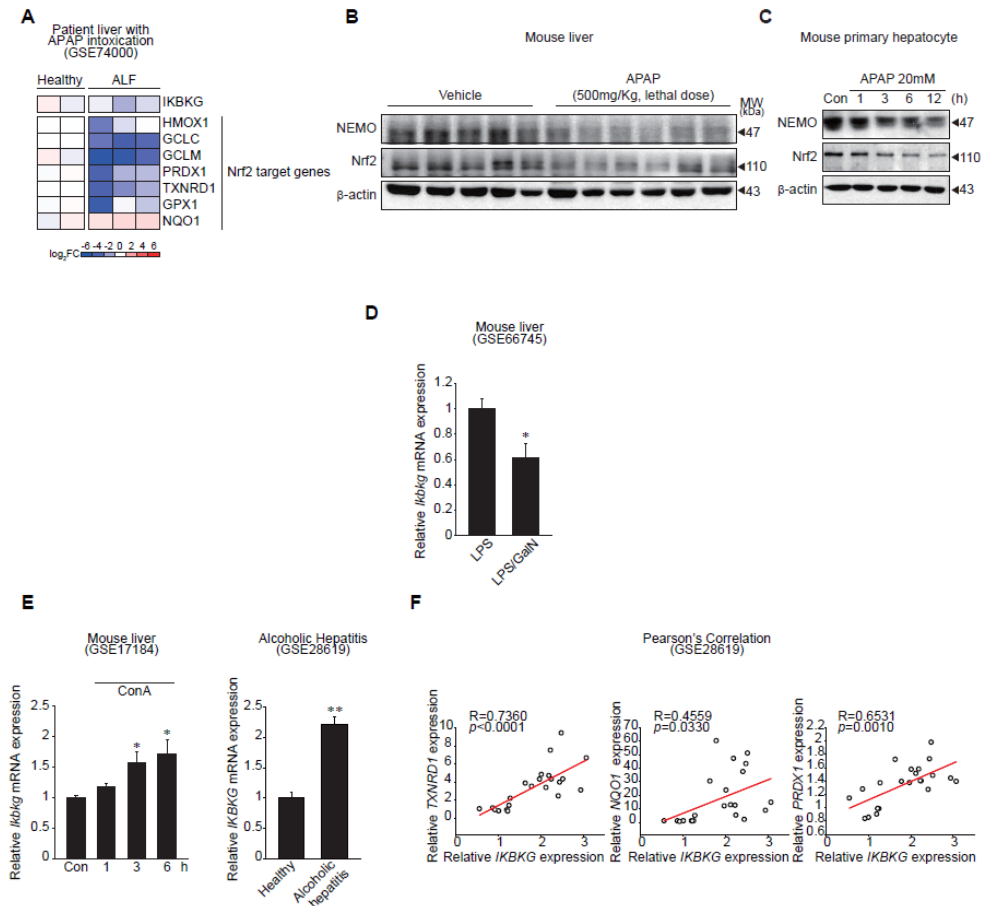 A
Patient liver with
APAP intoxication
(GSE74000)
Healthy ALF
IKBKG
HMOX1
GCLC
GCLM
PRDX1
TXNRD1
GPX1
NQO1
Nrf2 target genes
log2FC -6 -4 -2 0 2 4 6
B
Mouse liver
Vehicle
APAP
(500mg/Kg, lethal dose)
MW
(kDa)
NEMO 47
Nrf2 110
β-actin 43
C
Mouse primary hepatocyte
APAP 20mM
Con 1 3 6 12 (h)
NEMO 47
Nrf2 110
β-actin 43
D
Mouse liver
(GSE66745)
Relative Ikbkg mRNA expression
1.2
1
0.8
0.6
0.4
0.2
0
*
LPS
LPS/GalN
E
Mouse liver
(GSE17184)
ConA
Relative Ikbkg mRNA expression
2.5
2
1.5
1
0.5
0
* *
Con 1 3 6 h
Alcoholic Hepatitis
(GSE28619)
Relative IKBKG mRNA expression
2.5
2
1.5
1
0.5
0
**
Healthy
Alcoholic
hepatitis
F
Pearson's Correlation
(GSE28619)
Relative TXNRD1 expression
R=0.7360
p<0.0001
10
8
6
4
2
0
0 1 2 3
Relative IKBKG expression
Relative NQO1 expression
R=0.4559
p=0.0330
70
60
50
40
30
20
10
0
0 1 2 3
Relative IKBKG expression
Relative PRDX1 expression
R=0.6531
p=0.0010
2.2
2
1.8
1.6
1.4
1.2
1
0.8
0.6
0 1 2 3
Relative IKBKG expression